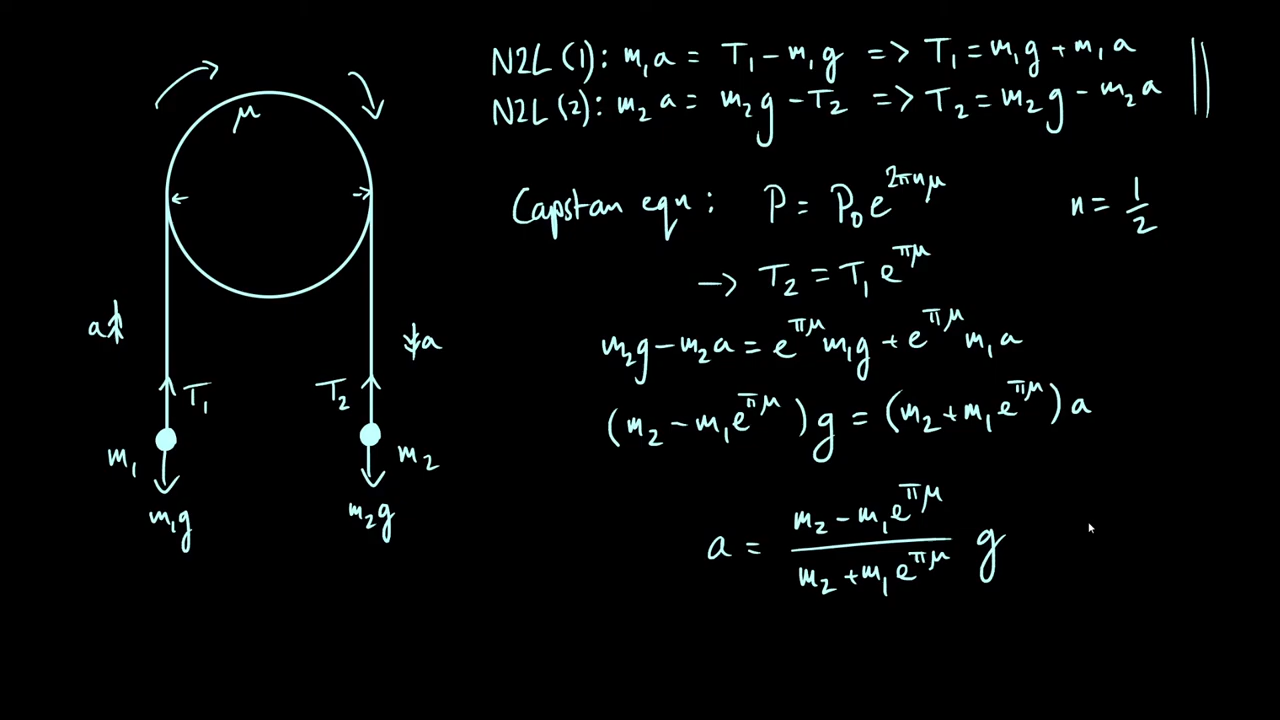 N2L (1): m₁a = T₁ − m₁g => T₁ = m₁g + m₁a
N2L (2): m₂a = m₂g − T₂ => T₂ = m₂g − m₂a
μ
Capstan eqn: P = P₀e^{2πnμ} n = 1/2
→ T₂ = T₁e^{πμ}
a a
m₂g − m₂a = e^{πμ}m₁g + e^{πμ}m₁a
T₁ T₂
(m₂ − m₁e^{πμ})g = (m₂ + m₁e^{πμ})a
m₁ m₂
m₁g m₂g
a = (m₂ − m₁e^{πμ})/(m₂ + m₁e^{πμ}) g